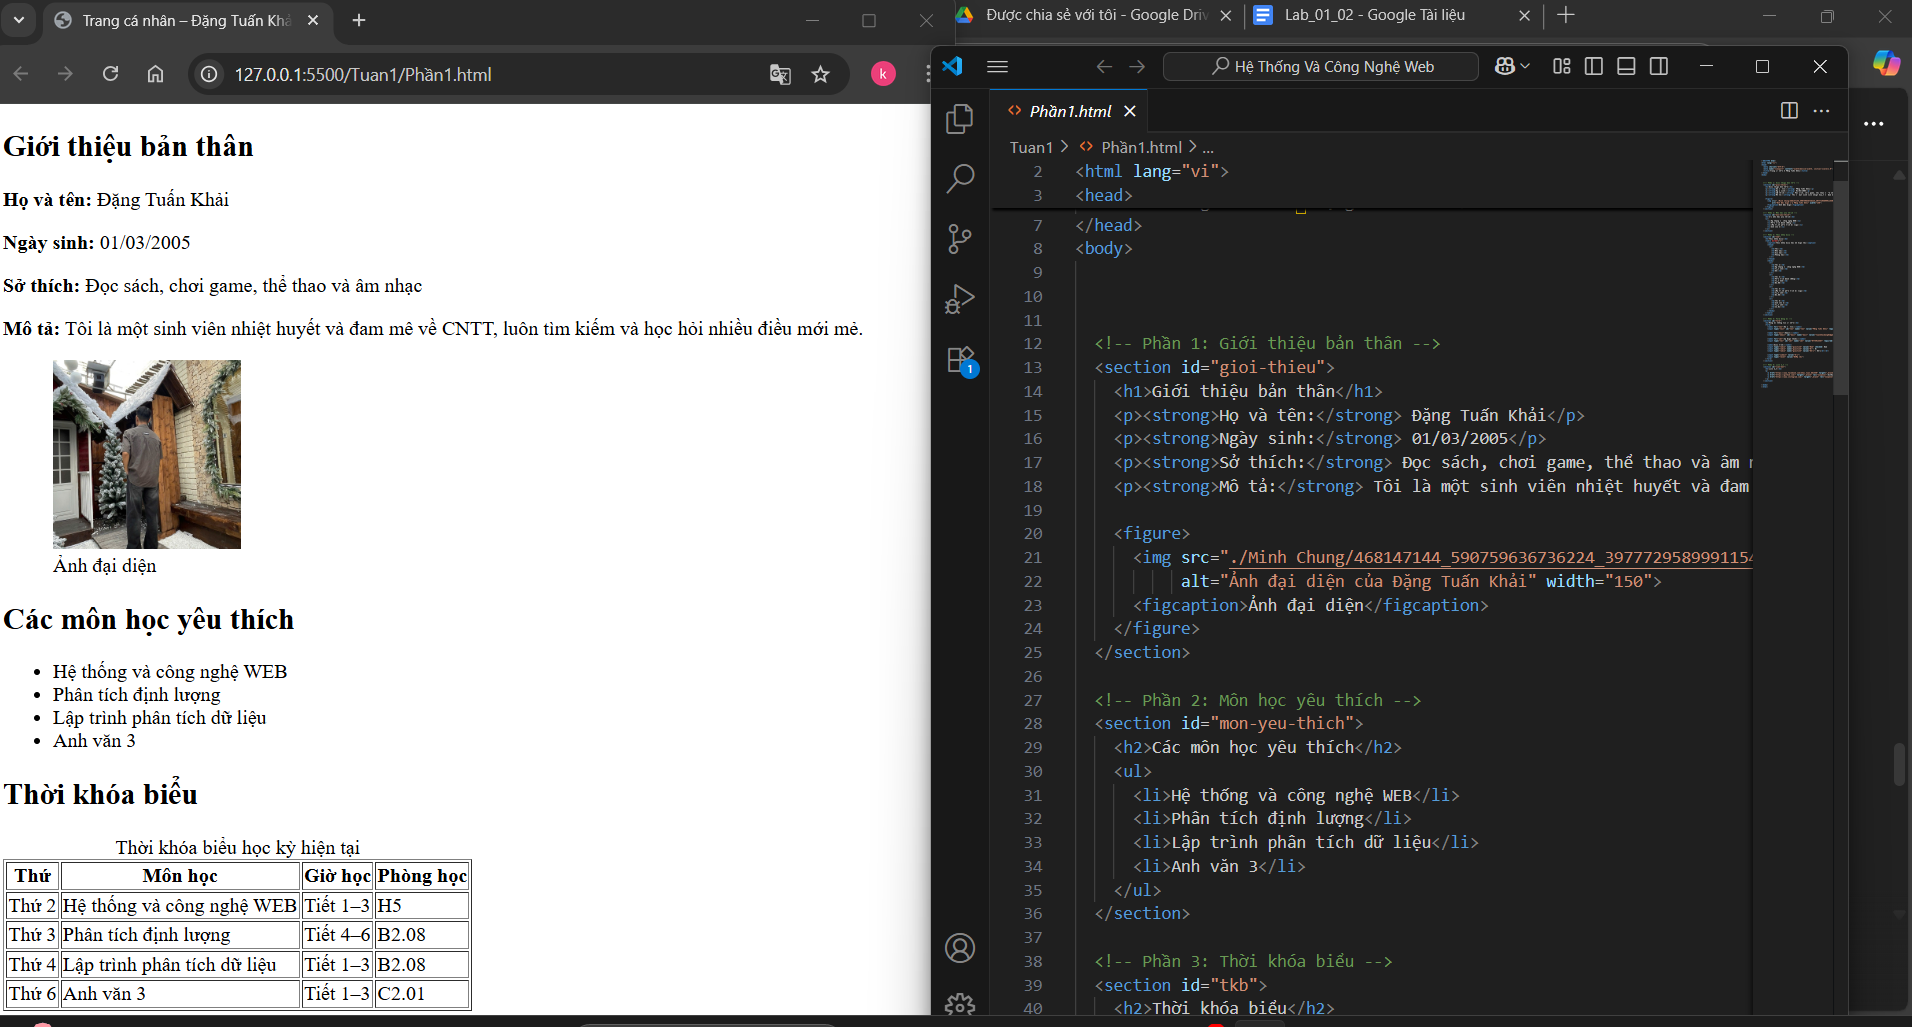 Trang cá nhân – Đặng Tuấn Khả
127.0.0.1:5500/Tuan1/Phần1.html
k
Giới thiệu bản thân
Họ và tên: Đặng Tuấn Khải
Ngày sinh: 01/03/2005
Sở thích: Đọc sách, chơi game, thể thao và âm nhạc
Mô tả: Tôi là một sinh viên nhiệt huyết và đam mê về CNTT, luôn tìm kiếm và học hỏi nhiều điều mới mẻ.
Ảnh đại diện
Các môn học yêu thích
Hệ thống và công nghệ WEB
Phân tích định lượng
Lập trình phân tích dữ liệu
Anh văn 3
Thời khóa biểu
Thời khóa biểu học kỳ hiện tại
Thứ Môn học Giờ học Phòng học
Thứ 2 Hệ thống và công nghệ WEB Tiết 1–3 H5
Thứ 3 Phân tích định lượng Tiết 4–6 B2.08
Thứ 4 Lập trình phân tích dữ liệu Tiết 1–3 B2.08
Thứ 6 Anh văn 3 Tiết 1–3 C2.01
Được chia sẻ với tôi - Google Driv
Lab_01_02 - Google Tài liệu
Hệ Thống Và Công Nghệ Web
Phần1.html
Tuan1 > Phần1.html > ...
1
2 <html lang="vi">
3 <head>
7 </head>
8 <body>
9
10
11
12 <!-- Phần 1: Giới thiệu bản thân -->
13 <section id="gioi-thieu">
14 <h1>Giới thiệu bản thân</h1>
15 <p><strong>Họ và tên:</strong> Đặng Tuấn Khải</p>
16 <p><strong>Ngày sinh:</strong> 01/03/2005</p>
17 <p><strong>Sở thích:</strong> Đọc sách, chơi game, thể thao và âm n
18 <p><strong>Mô tả:</strong> Tôi là một sinh viên nhiệt huyết và đam
19
20 <figure>
21 <img src="./Minh Chung/468147144_590759636736224_3977729589991154
22 alt="Ảnh đại diện của Đặng Tuấn Khải" width="150">
23 <figcaption>Ảnh đại diện</figcaption>
24 </figure>
25 </section>
26
27 <!-- Phần 2: Môn học yêu thích -->
28 <section id="mon-yeu-thich">
29 <h2>Các môn học yêu thích</h2>
30 <ul>
31 <li>Hệ thống và công nghệ WEB</li>
32 <li>Phân tích định lượng</li>
33 <li>Lập trình phân tích dữ liệu</li>
34 <li>Anh văn 3</li>
35 </ul>
36 </section>
37
38 <!-- Phần 3: Thời khóa biểu -->
39 <section id="tkb">
40 <h2>Thời khóa biểu</h2>